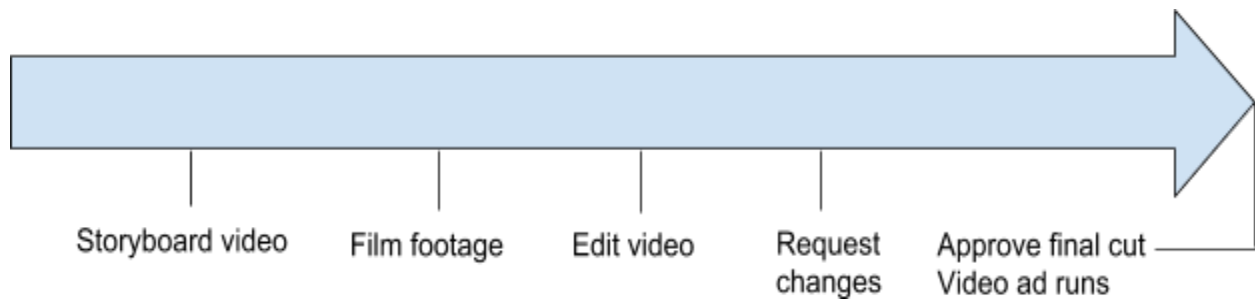 Storyboard video
Film footage
Edit video
Request
changes
Approve final cut
Video ad runs